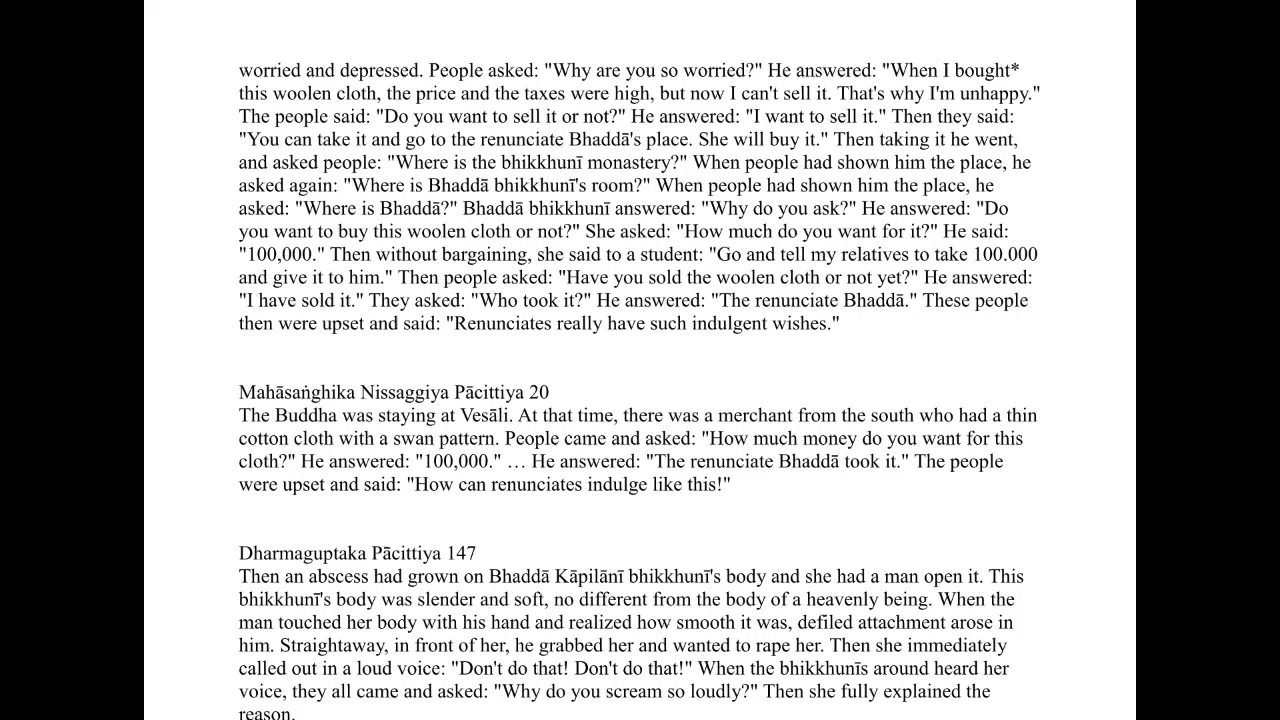 worried and depressed. People asked: "Why are you so worried?" He answered: "When I bought*
this woolen cloth, the price and the taxes were high, but now I can't sell it. That's why I'm unhappy."
The people said: "Do you want to sell it or not?" He answered: "I want to sell it." Then they said:
"You can take it and go to the renunciate Bhaddā's place. She will buy it." Then taking it he went,
and asked people: "Where is the bhikkhunī monastery?" When people had shown him the place, he
asked again: "Where is Bhaddā bhikkhunī's room?" When people had shown him the place, he
asked: "Where is Bhaddā?" Bhaddā bhikkhunī answered: "Why do you ask?" He answered: "Do
you want to buy this woolen cloth or not?" She asked: "How much do you want for it?" He said:
"100,000." Then without bargaining, she said to a student: "Go and tell my relatives to take 100.000
and give it to him." Then people asked: "Have you sold the woolen cloth or not yet?" He answered:
"I have sold it." They asked: "Who took it?" He answered: "The renunciate Bhaddā." These people
then were upset and said: "Renunciates really have such indulgent wishes."
Mahāsaṅghika Nissaggiya Pācittiya 20
The Buddha was staying at Vesāli. At that time, there was a merchant from the south who had a thin
cotton cloth with a swan pattern. People came and asked: "How much money do you want for this
cloth?" He answered: "100,000." … He answered: "The renunciate Bhaddā took it." The people
were upset and said: "How can renunciates indulge like this!"
Dharmaguptaka Pācittiya 147
Then an abscess had grown on Bhaddā Kāpilānī bhikkhunī's body and she had a man open it. This
bhikkhunī's body was slender and soft, no different from the body of a heavenly being. When the
man touched her body with his hand and realized how smooth it was, defiled attachment arose in
him. Straightaway, in front of her, he grabbed her and wanted to rape her. Then she immediately
called out in a loud voice: "Don't do that! Don't do that!" When the bhikkhunīs around heard her
voice, they all came and asked: "Why do you scream so loudly?" Then she fully explained the
reason.